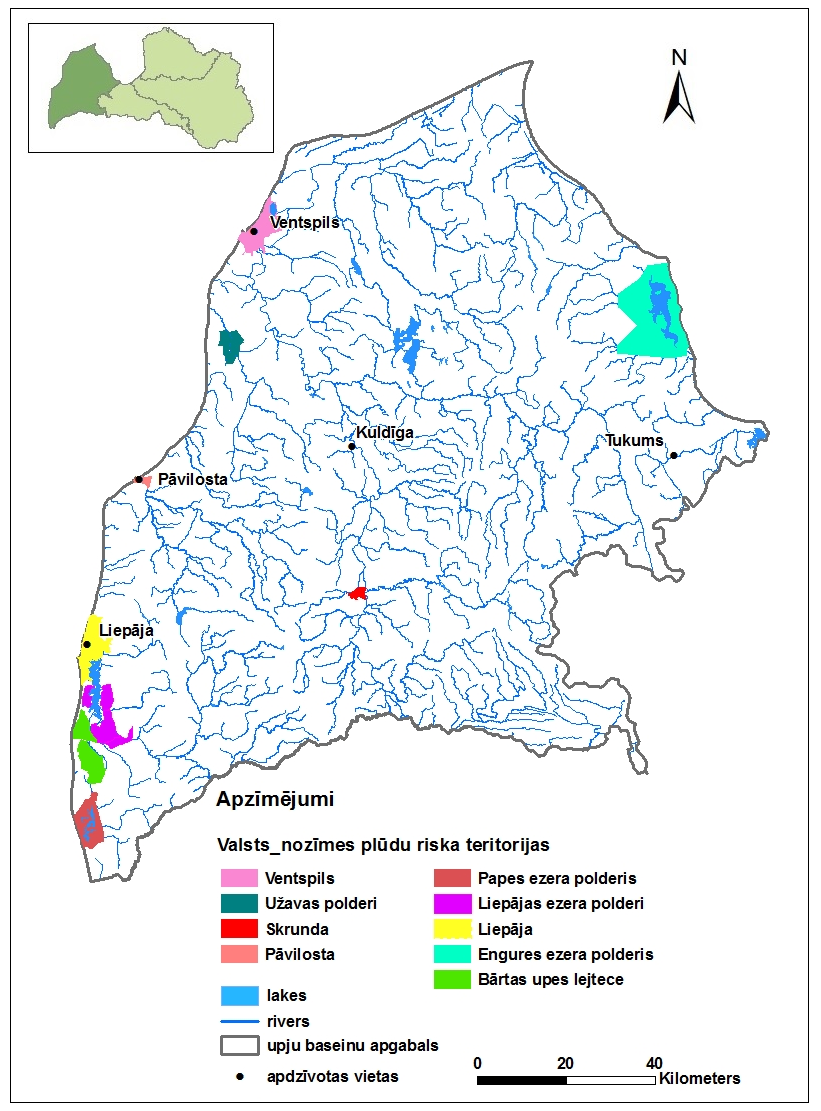 N
Ventspils
Kuldīga
Tukums
Pāvilosta
Liepāja
Apzīmējumi
Valsts_nozīmes plūdu riska teritorijas
Ventspils
Užavas polderi
Skrunda
Pāvilosta
Papes ezera polderis
Liepājas ezera polderi
Liepāja
Engures ezera polderis
Bārtas upes lejtece
lakes
rivers
upju baseinu apgabals
apdzīvotas vietas
0 20 40
Kilometers